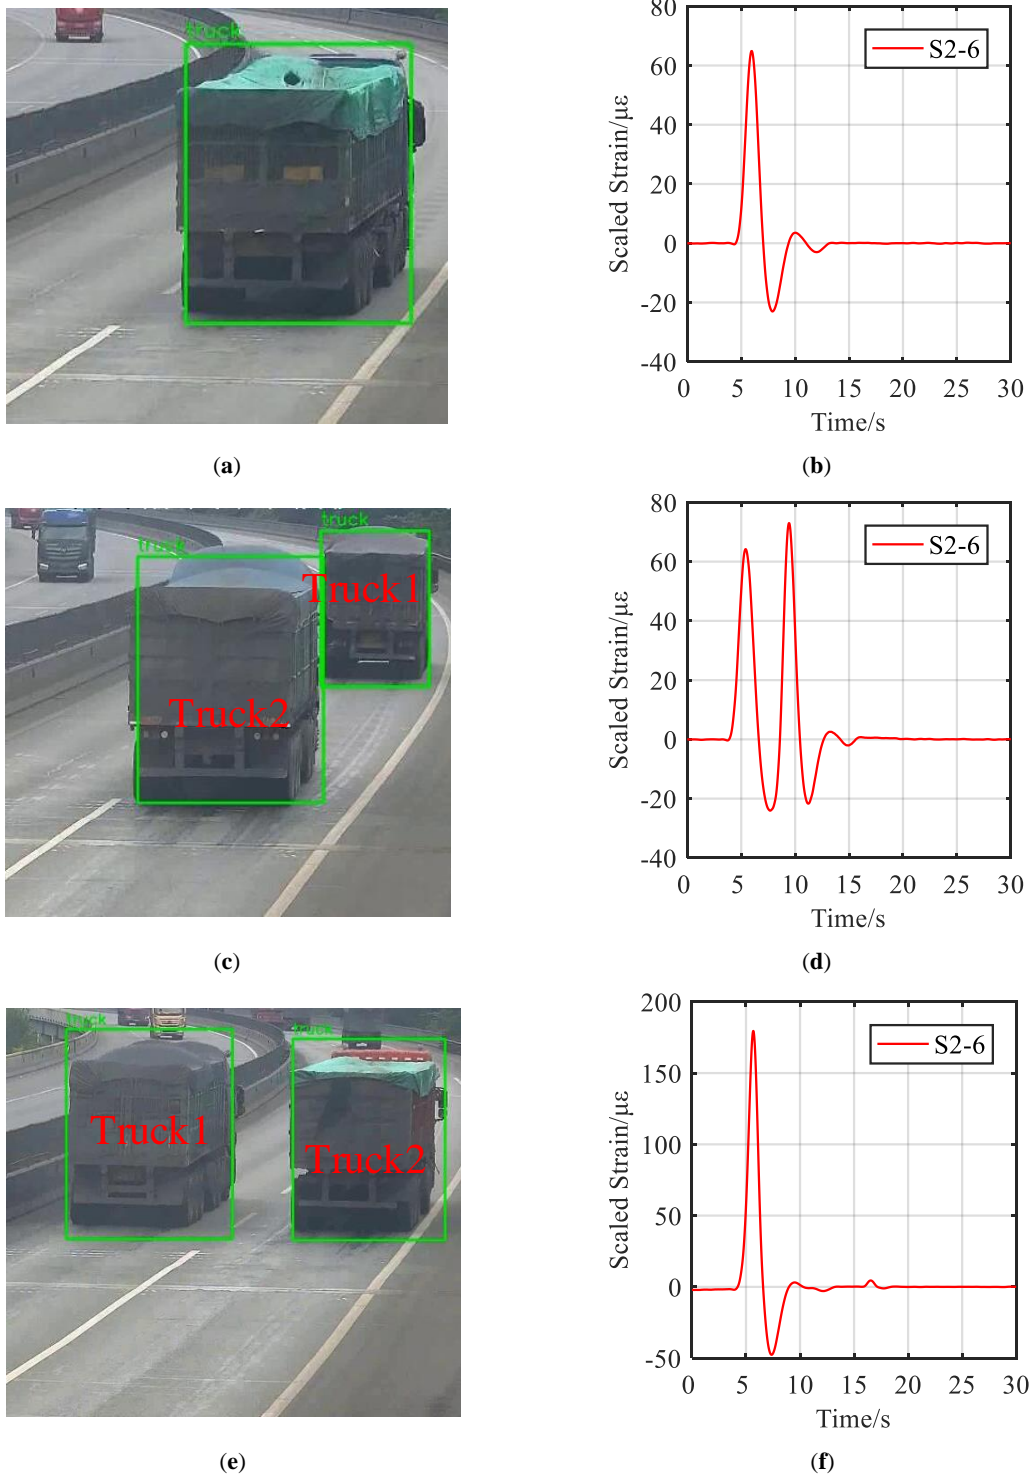 truck
80
60
40
20
0
-20
-40
S2-6
Scaled Strain/με
0 5 10 15 20 25 30
Time/s
(a)
(b)
truck
truck
Truck1
Truck2
80
60
40
20
0
-20
-40
S2-6
Scaled Strain/με
0 5 10 15 20 25 30
Time/s
(c)
(d)
truck
truck
Truck1
Truck2
200
150
100
50
0
-50
S2-6
Scaled Strain/με
0 5 10 15 20 25 30
Time/s
(e)
(f)